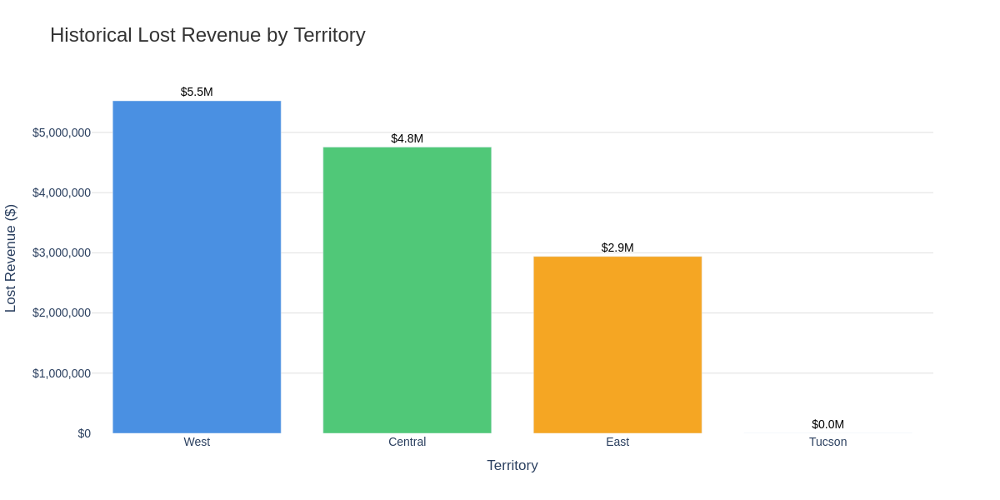 Historical Lost Revenue by Territory
$5.5M
$4.8M
$2.9M
$0.0M
$5,000,000
$4,000,000
$3,000,000
$2,000,000
$1,000,000
$0
Lost Revenue ($)
West
Central
East
Tucson
Territory